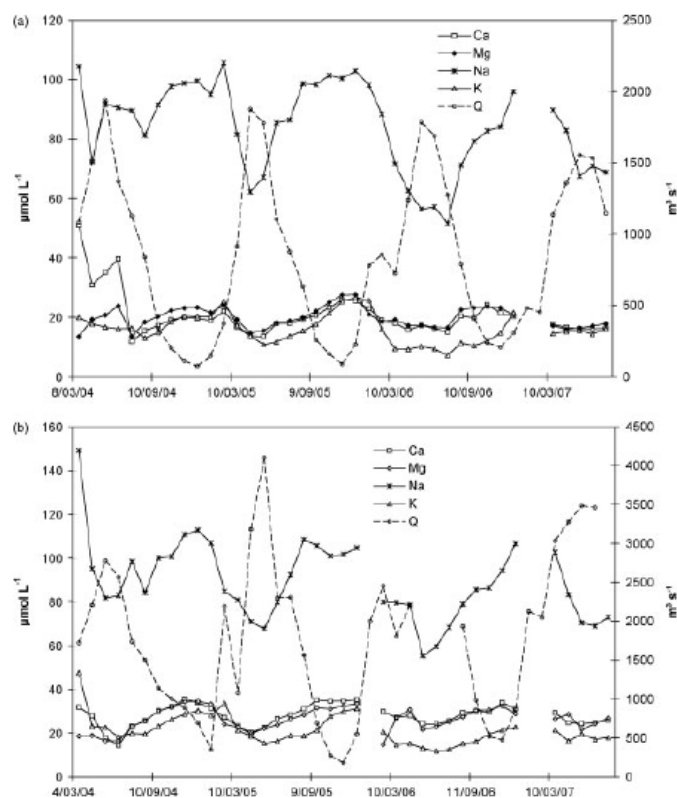 (a)
120
100
80
60
40
20
0
µmol L⁻¹
2500
2000
1500
1000
500
0
m³ s⁻¹
Ca
Mg
Na
K
Q
8/03/04
10/09/04
10/03/05
9/09/05
10/03/06
10/09/06
10/03/07
(b)
160
140
120
100
80
60
40
20
0
µmol L⁻¹
4500
4000
3500
3000
2500
2000
1500
1000
500
0
m³ s⁻¹
Ca
Mg
Na
K
Q
4/03/04
10/09/04
10/03/05
9/09/05
10/03/06
11/09/06
10/03/07